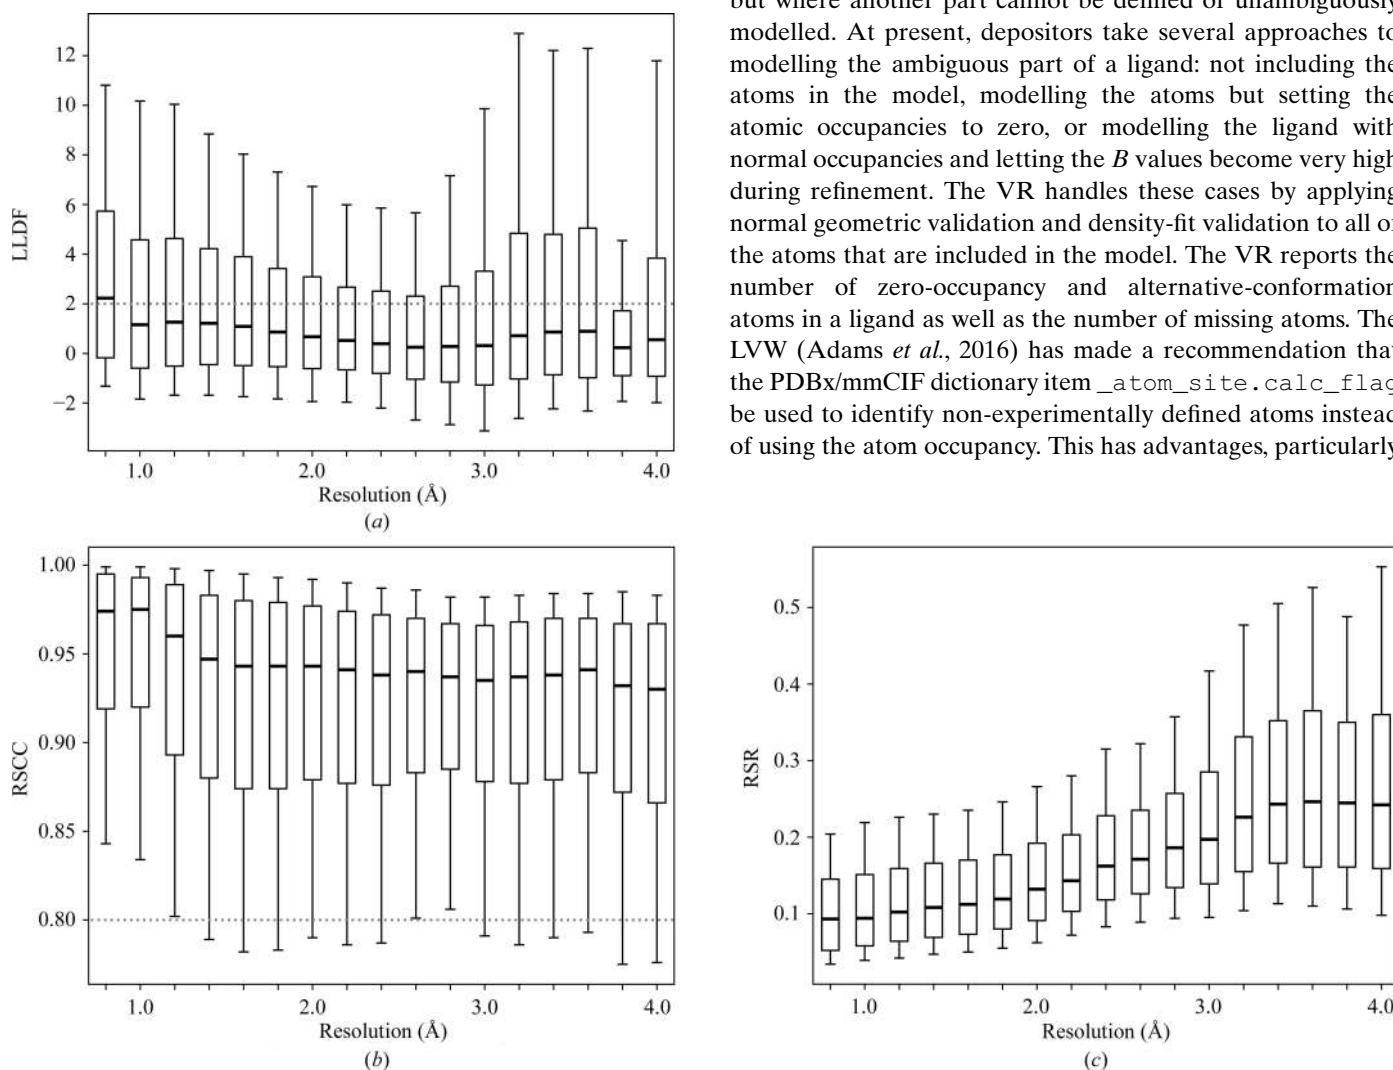 but where another part cannot be defined or unambiguously
modelled. At present, depositors take several approaches to
modelling the ambiguous part of a ligand: not including the
atoms in the model, modelling the atoms but setting the
atomic occupancies to zero, or modelling the ligand with
normal occupancies and letting the B values become very high
during refinement. The VR handles these cases by applying
normal geometric validation and density-fit validation to all of
the atoms that are included in the model. The VR reports the
number of zero-occupancy and alternative-conformation
atoms in a ligand as well as the number of missing atoms. The
LVW (Adams et al., 2016) has made a recommendation that
the PDBx/mmCIF dictionary item _atom_site.calc_flag
be used to identify non-experimentally defined atoms instead
of using the atom occupancy. This has advantages, particularly
LLDF
12
10
8
6
4
2
0
−2
1.0 2.0 3.0 4.0
Resolution (Å)
(a)
RSCC
1.00
0.95
0.90
0.85
0.80
1.0 2.0 3.0 4.0
Resolution (Å)
(b)
RSR
0.5
0.4
0.3
0.2
0.1
1.0 2.0 3.0 4.0
Resolution (Å)
(c)